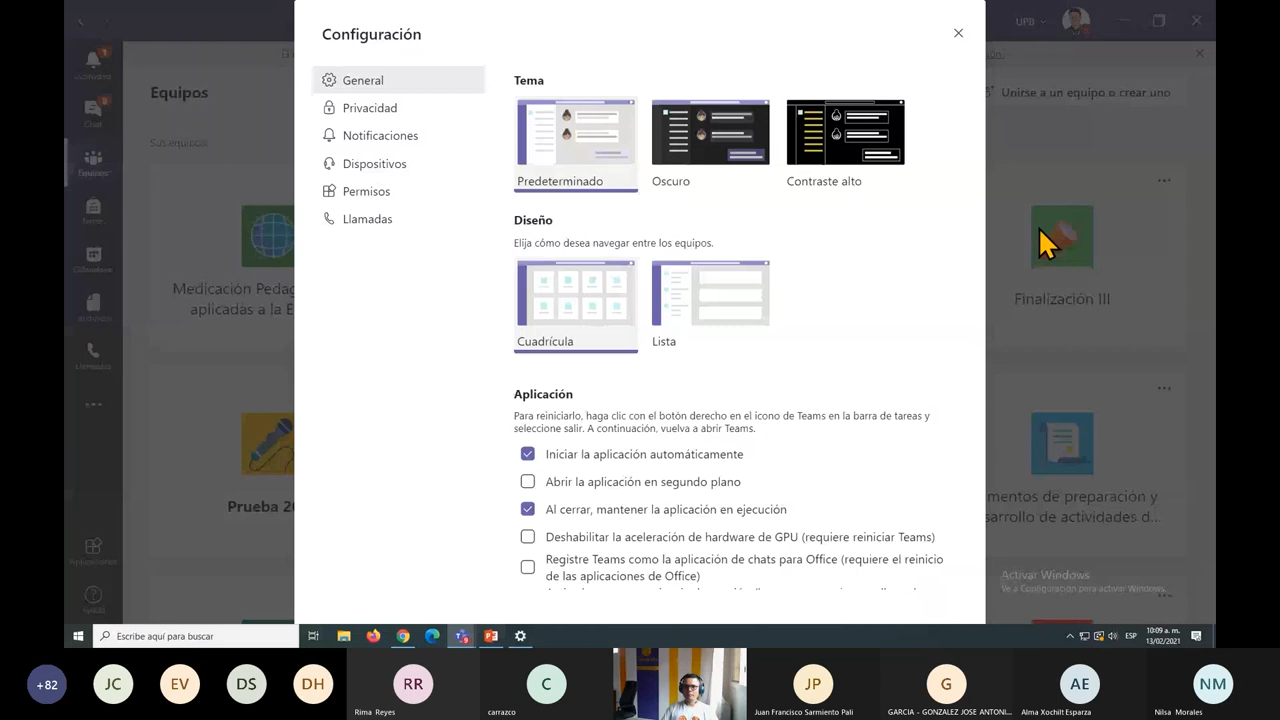 Configuración
UPB
General
Privacidad
Notificaciones
Dispositivos
Permisos
Llamadas
Tema
Predeterminado
Oscuro
Contraste alto
Diseño
Elija cómo desea navegar entre los equipos.
Cuadrícula
Lista
Aplicación
Para reiniciarlo, haga clic con el botón derecho en el icono de Teams en la barra de tareas y
seleccione salir. A continuación, vuelva a abrir Teams.
Iniciar la aplicación automáticamente
Abrir la aplicación en segundo plano
Al cerrar, mantener la aplicación en ejecución
Deshabilitar la aceleración de hardware de GPU (requiere reiniciar Teams)
Registre Teams como la aplicación de chats para Office (requiere el reinicio
de las aplicaciones de Office)
Equipos
Sus equipos
Unirse a un equipo o crear uno
Chat
Equipos
Llamadas
Medicación Pedag
aplicadas a la E
Finalización III
Prueba 20
mentos de preparación y
sarrollo de actividades d...
Activar Windows
Ve a Configuración para activar Windows.
Escribe aquí para buscar
ESP
10:09 a. m.
13/02/2021
+82
JC
EV
DS
DH
RR
Rima Reyes
C
carrazco
JP
Juan Francisco Sarmiento Pali
G
GARCIA - GONZALEZ JOSE ANTONI...
AE
Alma Xochilt Esparza
NM
Nilsa Morales